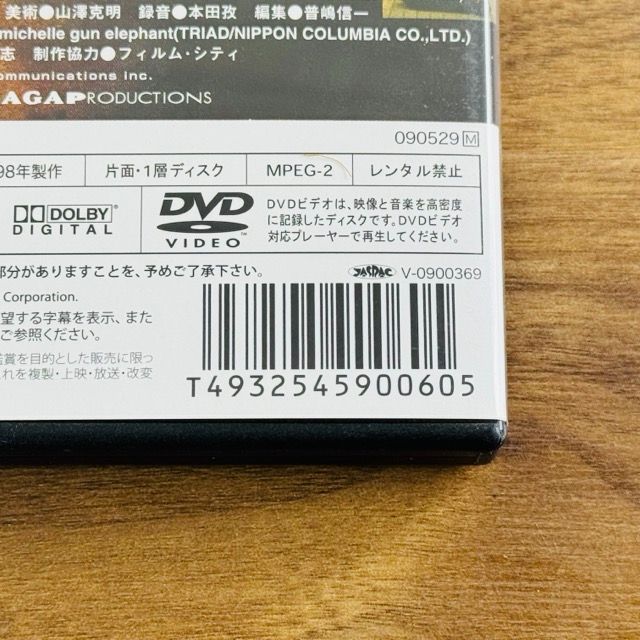 美術●山澤克明 録音●本田孜 編集●普嶋信一
michelle gun elephant(TRIAD/NIPPON COLUMBIA CO.,LTD.)
志 制作協力●フィルム・シティ
ommunications inc.
AGAPRODUCTIONS
090529 M
98年製作 片面・1層ディスク MPEG-2 レンタル禁止
DOLBY
DIGITAL
DVD
VIDEO
DVDビデオは、映像と音楽を高密度
に記録したディスクです。DVDビデオ
対応プレーヤーで再生してください。
部分がありますことを、予めご了承下さい。
JASRAC V-0900369
Corporation.
望する字幕を表示、また
ご参照ください。
鑑賞を目的とした販売に限っ
これを複製・上映・放送・改変
T4932545900605